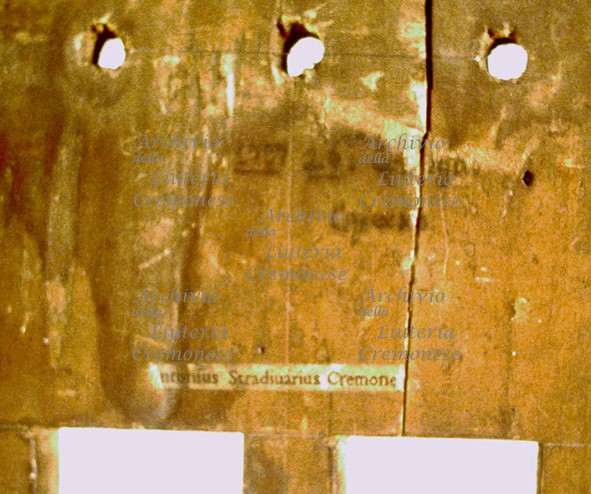 Archivio
della
Liuteria
Cremonese
Archivio
della
Liuteria
Cremonese
Archivio
della
Liuteria
Cremonese
Archivio
della
Liuteria
Cremonese
Archivio
della
Liuteria
Cremonese
ntonius Stradiuarius Cremone